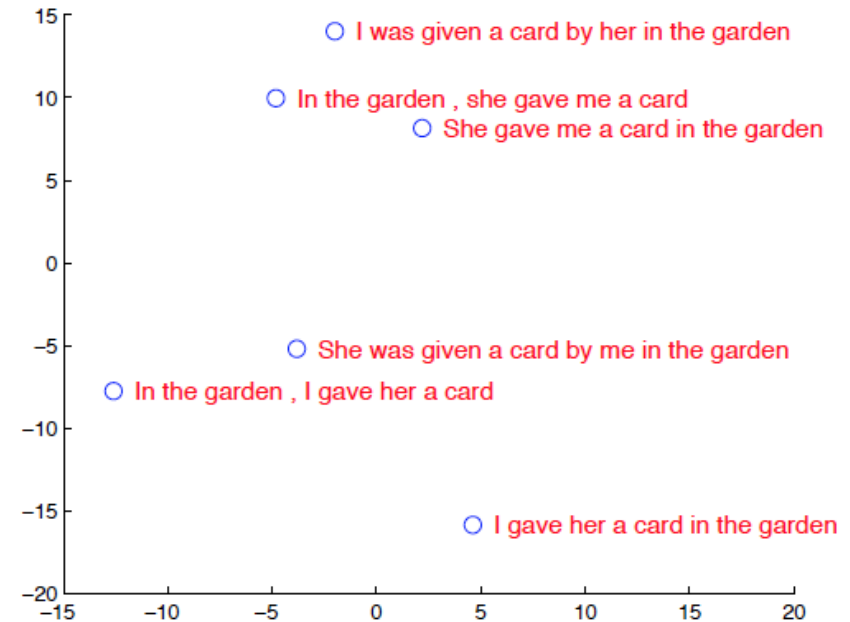 15
I was given a card by her in the garden
10
In the garden , she gave me a card
She gave me a card in the garden
5
0
−5
She was given a card by me in the garden
In the garden , I gave her a card
−10
−15
I gave her a card in the garden
−20
−15 −10 −5 0 5 10 15 20